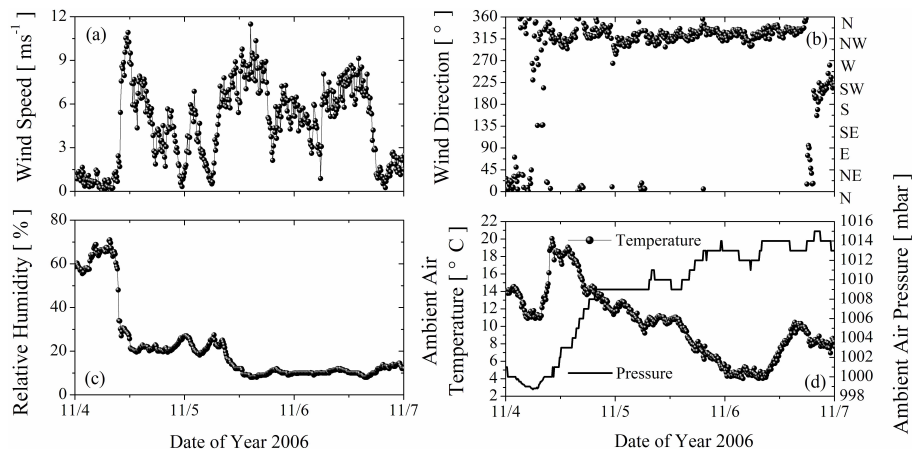 (a)
Wind Speed [ ms⁻¹ ]
12
9
6
3
0
(b)
Wind Direction [ ° ]
360
315
270
225
180
135
90
45
0
N
NW
W
SW
S
SE
E
NE
N
(c)
Relative Humidity [ % ]
80
60
40
20
0
11/4
11/5
11/6
11/7
Date of Year 2006
(d)
Ambient Air
Temperature [ ° C ]
22
20
18
16
14
12
10
8
6
4
2
Temperature
Pressure
1016
1014
1012
1010
1008
1006
1004
1002
1000
998
Ambient Air Pressure [ mbar ]
11/4
11/5
11/6
11/7
Date of Year 2006